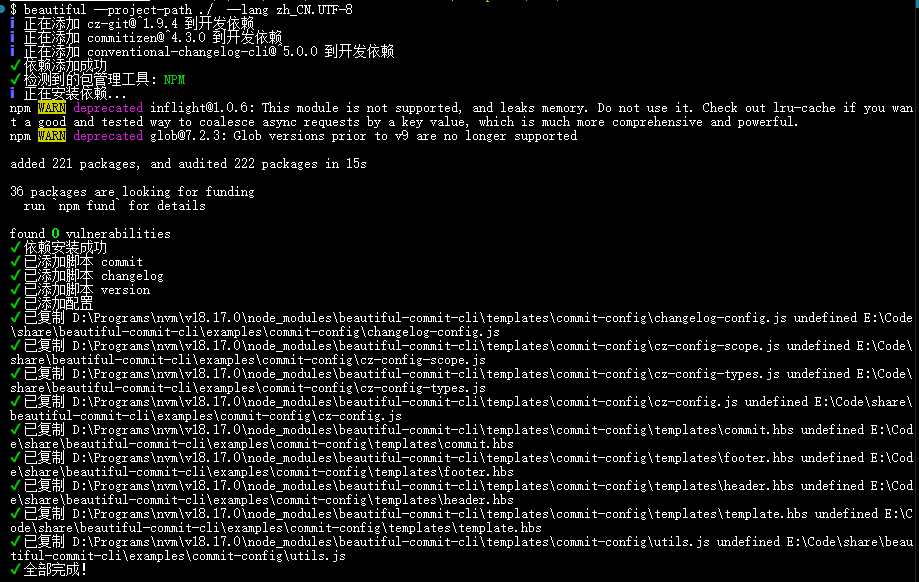 $ beautiful --project-path ./ --lang zh_CN.UTF-8
i 正在添加 cz-git@^1.9.4 到开发依赖
i 正在添加 commitizen@^4.3.0 到开发依赖
i 正在添加 conventional-changelog-cli@^5.0.0 到开发依赖
✓依赖添加成功
✓检测到的包管理工具: NPM
i 正在安装依赖...
npm WARN deprecated inflight@1.0.6: This module is not supported, and leaks memory. Do not use it. Check out lru-cache if you wan
t a good and tested way to coalesce async requests by a key value, which is much more comprehensive and powerful.
npm WARN deprecated glob@7.2.3: Glob versions prior to v9 are no longer supported
added 221 packages, and audited 222 packages in 15s
36 packages are looking for funding
run `npm fund` for details
found 0 vulnerabilities
✓依赖安装成功
✓已添加脚本 commit
✓已添加脚本 changelog
✓已添加脚本 version
✓已添加配置
✓已复制 D:\Programs\nvm\v18.17.0\node_modules\beautiful-commit-cli\templates\commit-config\changelog-config.js undefined E:\Code
\share\beautiful-commit-cli\examples\commit-config\changelog-config.js
✓已复制 D:\Programs\nvm\v18.17.0\node_modules\beautiful-commit-cli\templates\commit-config\cz-config-scope.js undefined E:\Code\
share\beautiful-commit-cli\examples\commit-config\cz-config-scope.js
✓已复制 D:\Programs\nvm\v18.17.0\node_modules\beautiful-commit-cli\templates\commit-config\cz-config-types.js undefined E:\Code\
share\beautiful-commit-cli\examples\commit-config\cz-config-types.js
✓已复制 D:\Programs\nvm\v18.17.0\node_modules\beautiful-commit-cli\templates\commit-config\cz-config.js undefined E:\Code\share\
beautiful-commit-cli\examples\commit-config\cz-config.js
✓已复制 D:\Programs\nvm\v18.17.0\node_modules\beautiful-commit-cli\templates\commit-config\templates\commit.hbs undefined E:\Cod
e\share\beautiful-commit-cli\examples\commit-config\templates\commit.hbs
✓已复制 D:\Programs\nvm\v18.17.0\node_modules\beautiful-commit-cli\templates\commit-config\templates\footer.hbs undefined E:\Cod
e\share\beautiful-commit-cli\examples\commit-config\templates\footer.hbs
✓已复制 D:\Programs\nvm\v18.17.0\node_modules\beautiful-commit-cli\templates\commit-config\templates\header.hbs undefined E:\Cod
e\share\beautiful-commit-cli\examples\commit-config\templates\header.hbs
✓已复制 D:\Programs\nvm\v18.17.0\node_modules\beautiful-commit-cli\templates\commit-config\templates\template.hbs undefined E:\C
ode\share\beautiful-commit-cli\examples\commit-config\templates\template.hbs
✓已复制 D:\Programs\nvm\v18.17.0\node_modules\beautiful-commit-cli\templates\commit-config\utils.js undefined E:\Code\share\beau
tiful-commit-cli\examples\commit-config\utils.js
✓全部完成!